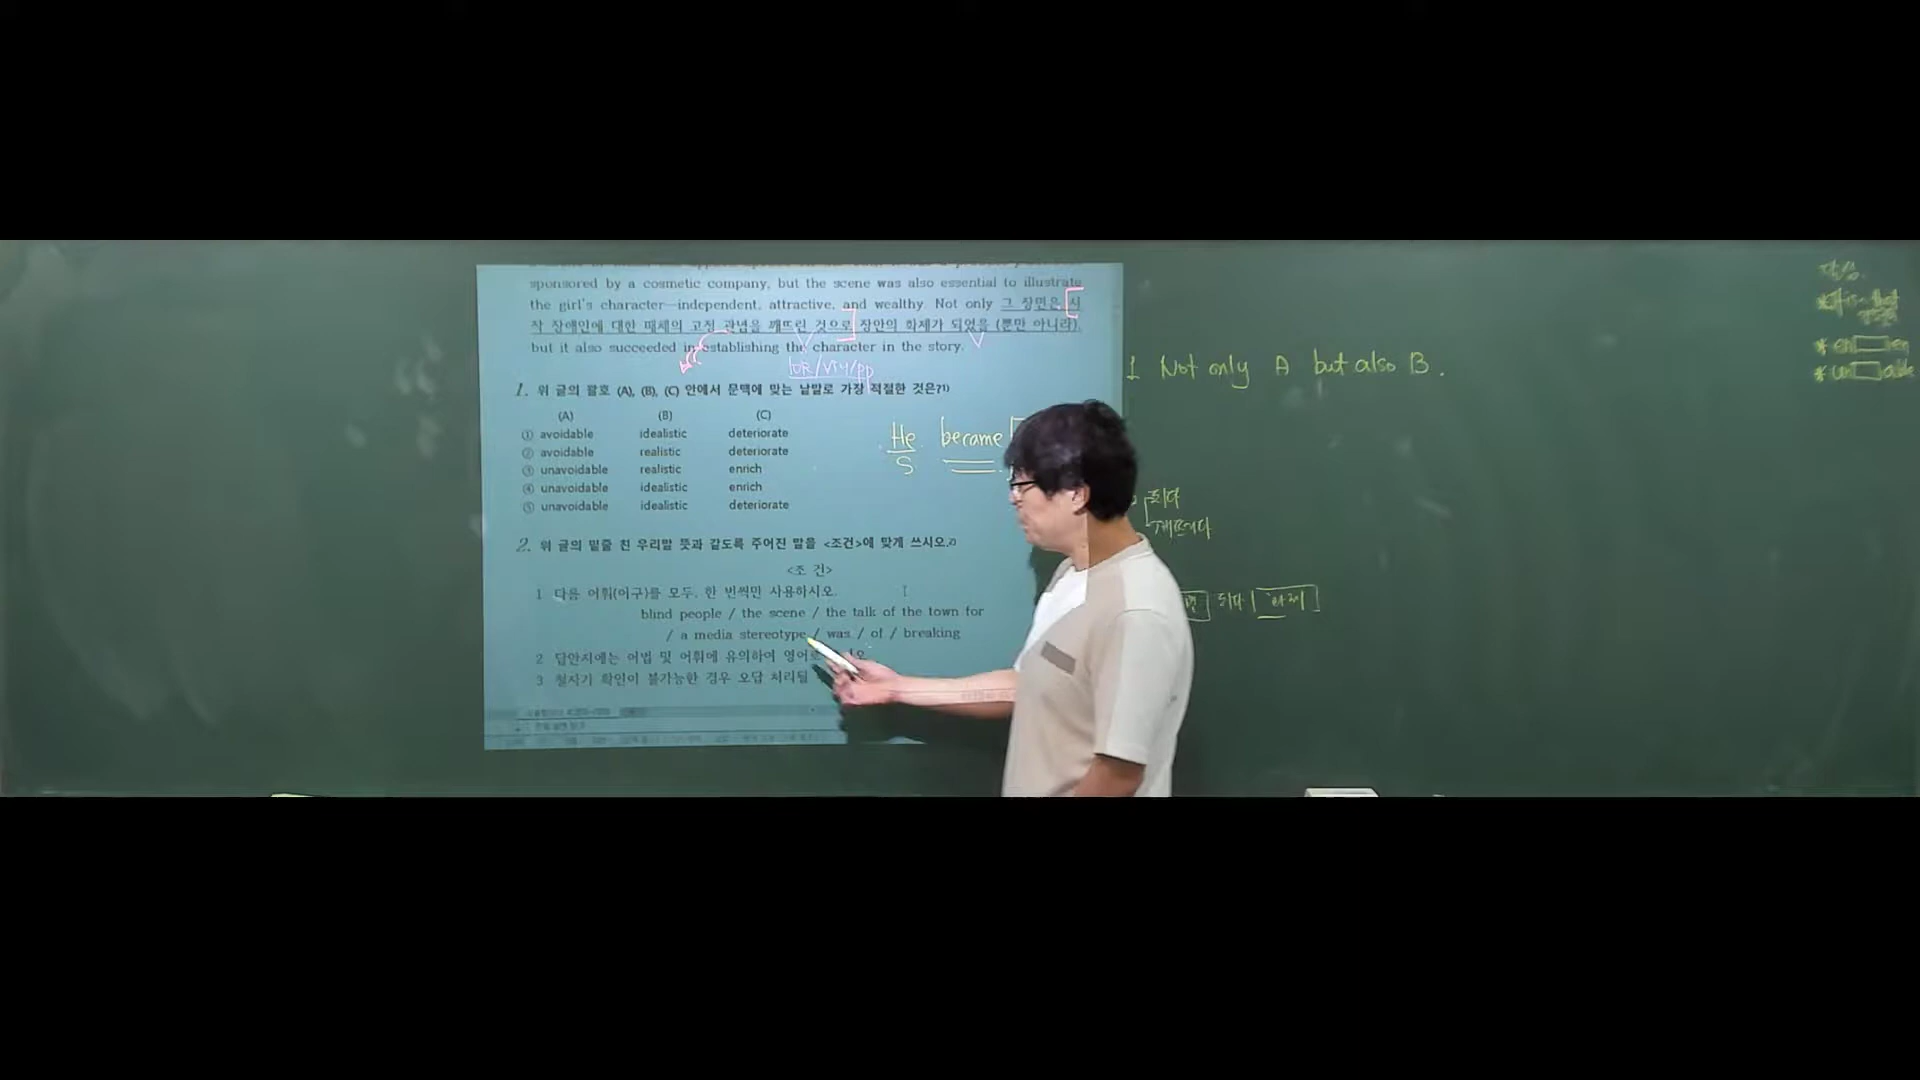 sponsored by a cosmetic company, but the scene was also essential to illustrate
the girl's character—independent, attractive, and wealthy. Not only 그 장면은 시
각 장애인에 대한 매체의 고정 관념을 깨뜨린 것으로 장안의 화제가 되었을 (뿐만 아니라),
but it also succeeded in establishing the character in the story.
1. 위 글의 괄호 (A), (B), (C) 안에서 문맥에 맞는 낱말로 가장 적절한 것은?1)
(A) (B) (C)
① avoidable idealistic deteriorate
② avoidable realistic deteriorate
③ unavoidable realistic enrich
④ unavoidable idealistic enrich
⑤ unavoidable idealistic deteriorate
2. 위 글의 밑줄 친 우리말 뜻과 같도록 주어진 말을 <조건>에 맞게 쓰시오.2)
<조 건>
1 다음 어휘(어구)를 모두, 한 번씩만 사용하시오.
blind people / the scene / the talk of the town for
/ a media stereotype / was / of / breaking
2 답안지에는 어법 및 어휘에 유의하여 영어로
3 철자가 확인이 불가능한 경우 오답 처리될
He became
S
1 Not only A but also B.
되다
깨뜨리다
되다 화제